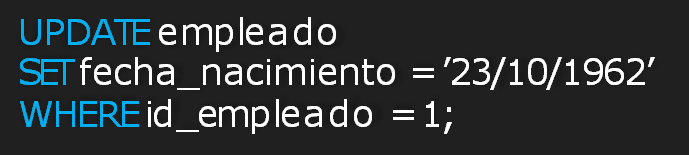 UPDATE empleado
SET fecha_nacimiento = ’23/10/1962’
WHERE id_empleado = 1;